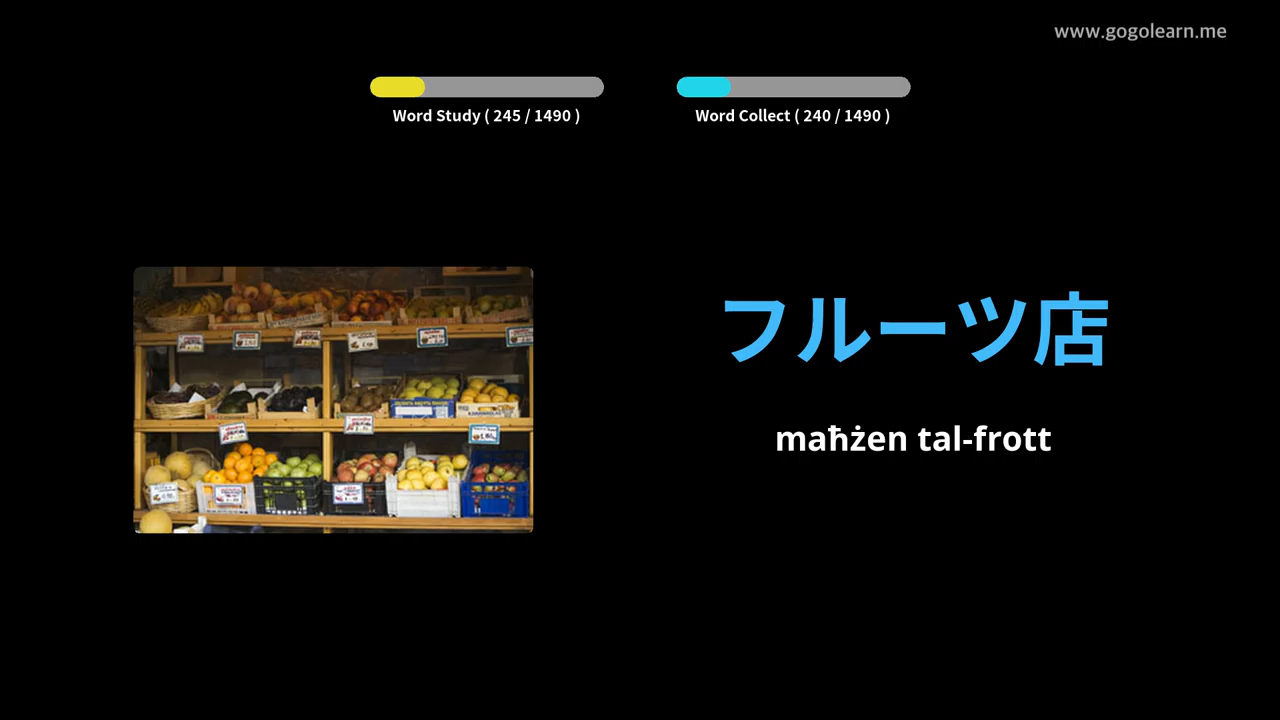 www.gogolearn.me
Word Study ( 245 / 1490 )
Word Collect ( 240 / 1490 )
フルーツ店
maħżen tal-frott